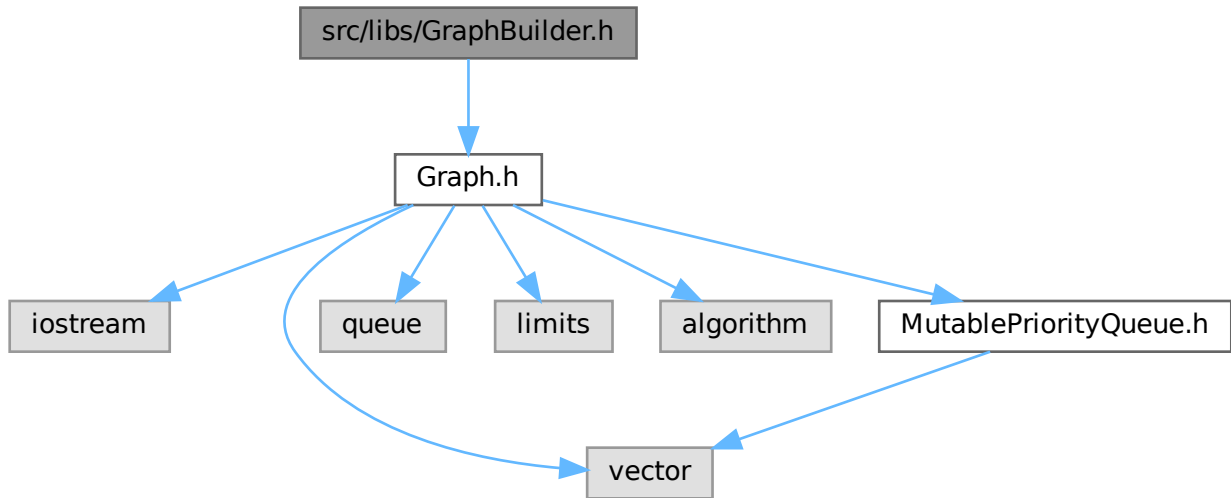 src/libs/GraphBuilder.h
Graph.h
iostream
queue
limits
algorithm
MutablePriorityQueue.h
vector